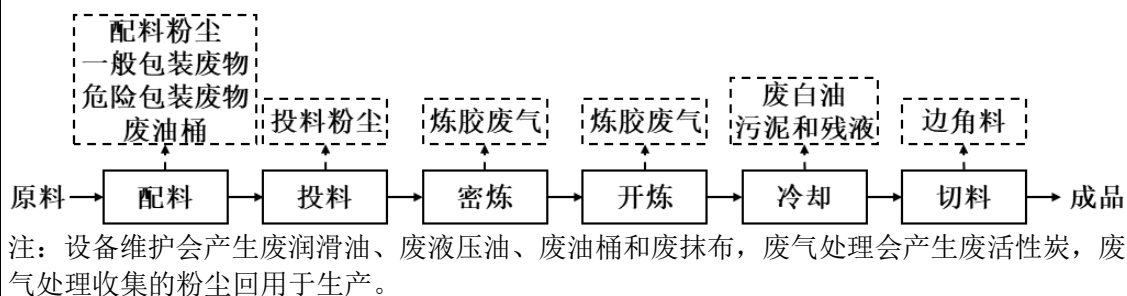 配料粉尘
一般包装废物
危险包装废物
废油桶
投料粉尘
炼胶废气
炼胶废气
废白油
污泥和残液
边角料
原料
配料
投料
密炼
开炼
冷却
切料
成品
注：设备维护会产生废润滑油、废液压油、废油桶和废抹布，废气处理会产生废活性炭，废
气处理收集的粉尘回用于生产。